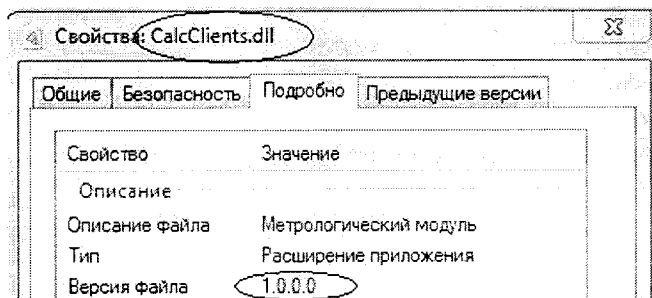 Свойства: CalcClients.dll
Общие Безопасность Подробно Предыдущие версии
Свойство Значение
Описание
Описание файла Метрологический модуль
Тип Расширение приложения
Версия файла 1.0.0.0